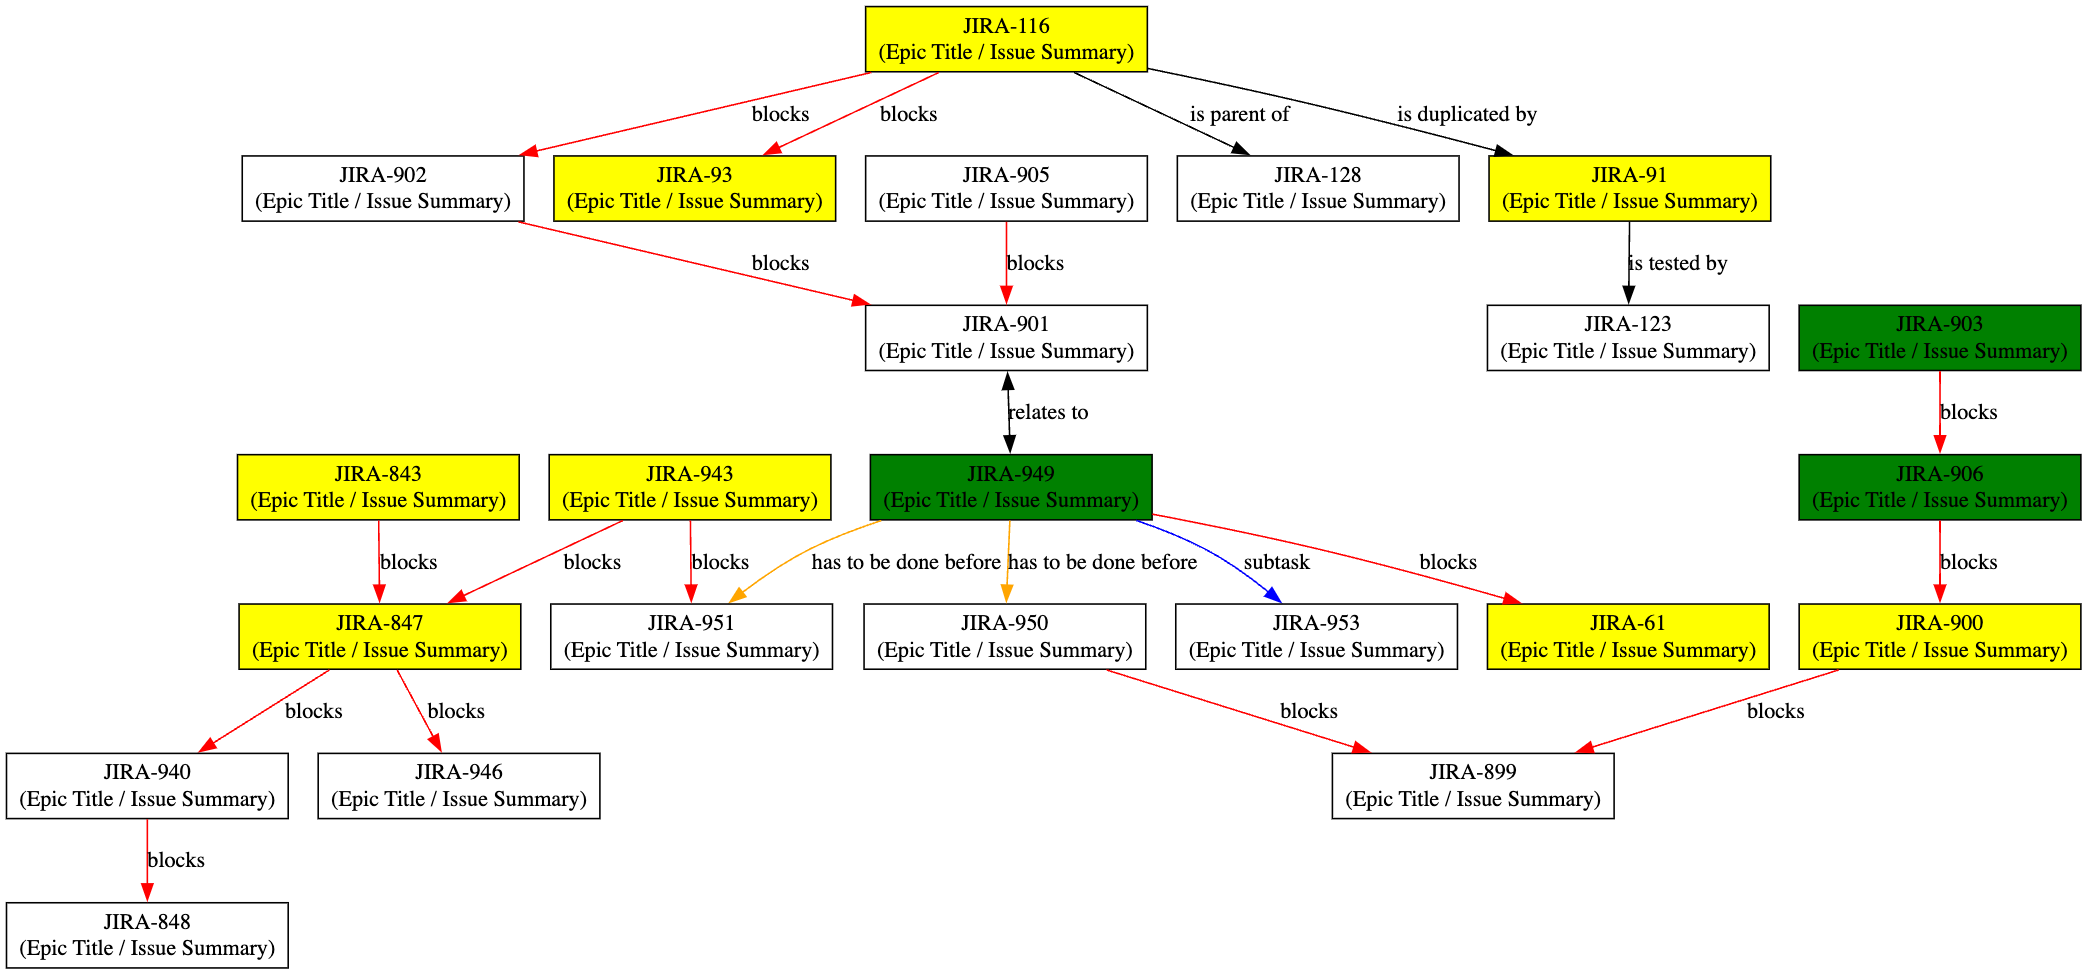 JIRA-116
(Epic Title / Issue Summary)
blocks
blocks
is parent of
is duplicated by
JIRA-902
(Epic Title / Issue Summary)
JIRA-93
(Epic Title / Issue Summary)
JIRA-905
(Epic Title / Issue Summary)
JIRA-128
(Epic Title / Issue Summary)
JIRA-91
(Epic Title / Issue Summary)
blocks
blocks
is tested by
JIRA-901
(Epic Title / Issue Summary)
JIRA-123
(Epic Title / Issue Summary)
JIRA-903
(Epic Title / Issue Summary)
relates to
blocks
JIRA-843
(Epic Title / Issue Summary)
JIRA-943
(Epic Title / Issue Summary)
JIRA-949
(Epic Title / Issue Summary)
JIRA-906
(Epic Title / Issue Summary)
blocks
blocks
blocks
has to be done before
has to be done before
subtask
blocks
blocks
JIRA-847
(Epic Title / Issue Summary)
JIRA-951
(Epic Title / Issue Summary)
JIRA-950
(Epic Title / Issue Summary)
JIRA-953
(Epic Title / Issue Summary)
JIRA-61
(Epic Title / Issue Summary)
JIRA-900
(Epic Title / Issue Summary)
blocks
blocks
blocks
blocks
JIRA-940
(Epic Title / Issue Summary)
JIRA-946
(Epic Title / Issue Summary)
JIRA-899
(Epic Title / Issue Summary)
blocks
JIRA-848
(Epic Title / Issue Summary)